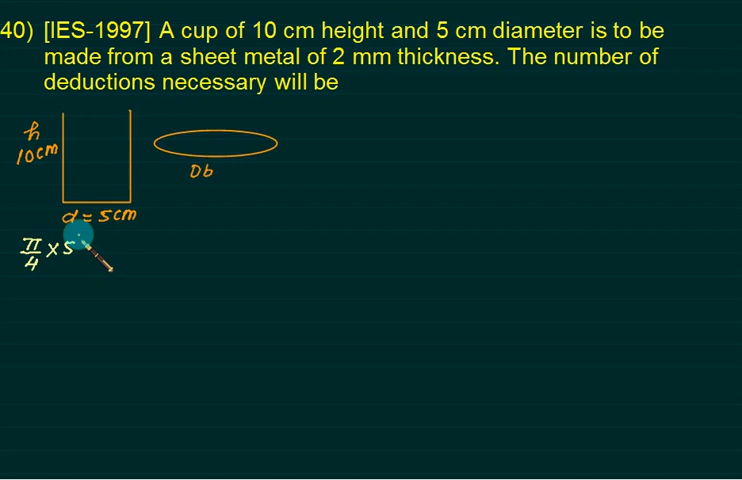 40) [IES-1997] A cup of 10 cm height and 5 cm diameter is to be
made from a sheet metal of 2 mm thickness. The number of
deductions necessary will be
h
10cm
Db
d = 5cm
π/4 × 5